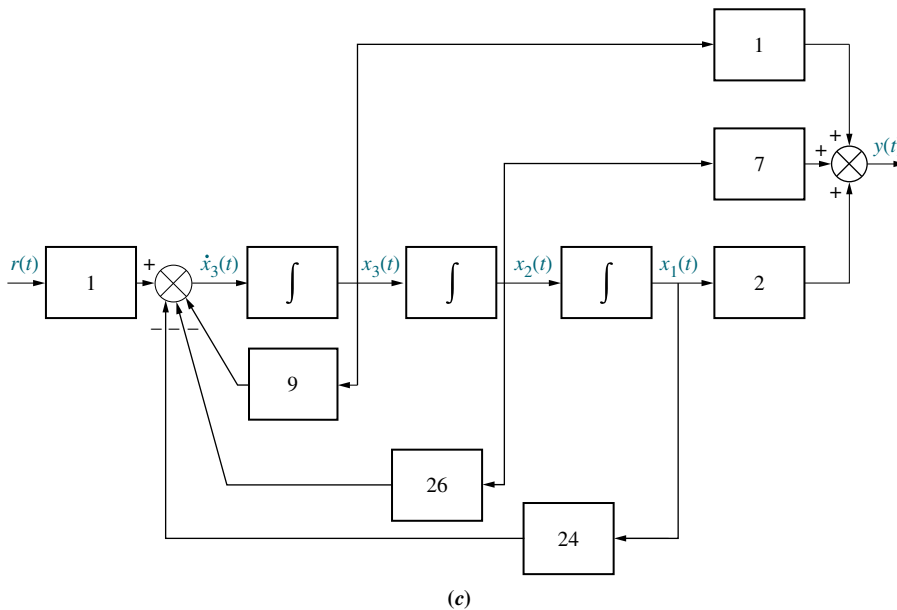 1
7
y(t
r(t)
1
+
ẋ3(t)
∫
x3(t)
∫
x2(t)
∫
x1(t)
2
+
+
+
− − −
9
26
24
(c)